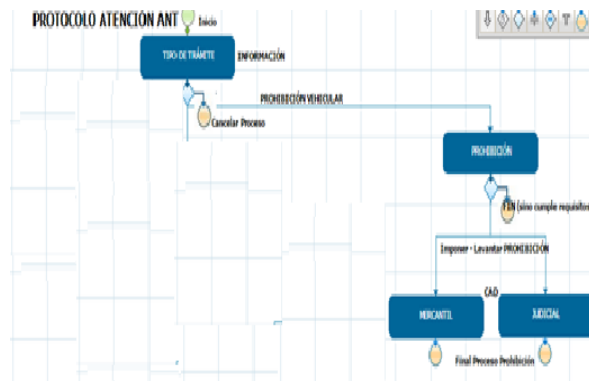 PROTOCOLO ATENCIÓN ANT
Inicio
TIPO DE TRÁMITE
INFORMACIÓN
PROHIBICIÓN VEHICULAR
Cancelar Proceso
PROHIBICIÓN
(sino cumple requisitos
Imponer - Levantar PROHIBICIÓN
CAD
MERCANTIL
JUDICIAL
Final Proceso Prohibición